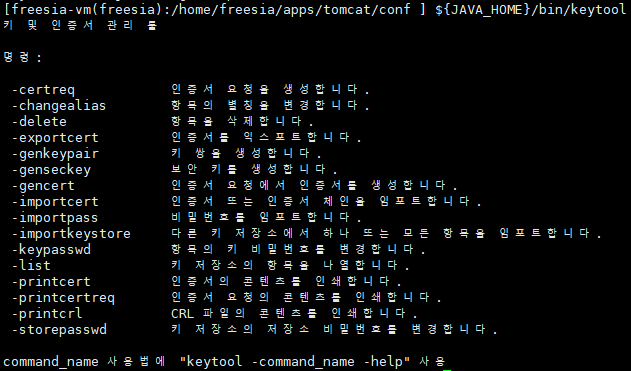 [freesia-vm(freesia):/home/freesia/apps/tomcat/conf ] ${JAVA_HOME}/bin/keytool
키 및 인증서 관리 툴
명령:
-certreq 인증서 요청을 생성합니다.
-changealias 항목의 별칭을 변경합니다.
-delete 항목을 삭제합니다.
-exportcert 인증서를 익스포트합니다.
-genkeypair 키 쌍을 생성합니다.
-genseckey 보안 키를 생성합니다.
-gencert 인증서 요청에서 인증서를 생성합니다.
-importcert 인증서 또는 인증서 체인을 임포트합니다.
-importpass 비밀번호를 임포트합니다.
-importkeystore 다른 키 저장소에서 하나 또는 모든 항목을 임포트합니다.
-keypasswd 항목의 키 비밀번호를 변경합니다.
-list 키 저장소의 항목을 나열합니다.
-printcert 인증서의 콘텐츠를 인쇄합니다.
-printcertreq 인증서 요청의 콘텐츠를 인쇄합니다.
-printcrl CRL 파일의 콘텐츠를 인쇄합니다.
-storepasswd 키 저장소의 저장소 비밀번호를 변경합니다.
command_name 사용법에 "keytool -command_name -help" 사용